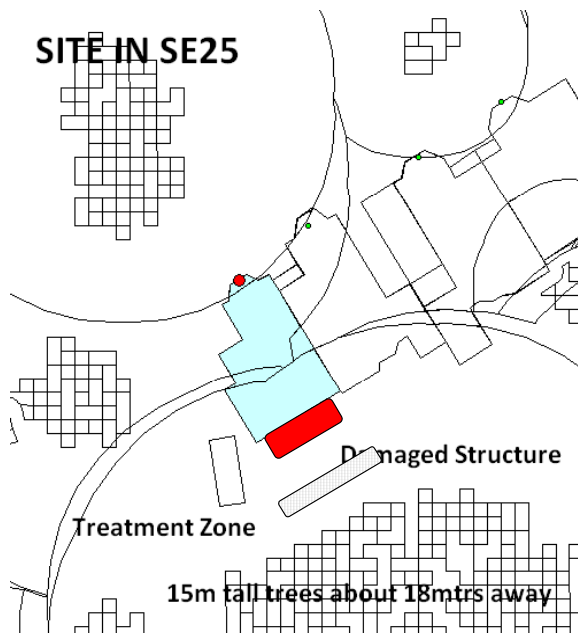 SITE IN SE25
Damaged Structure
Treatment Zone
15m tall trees about 18mtrs away